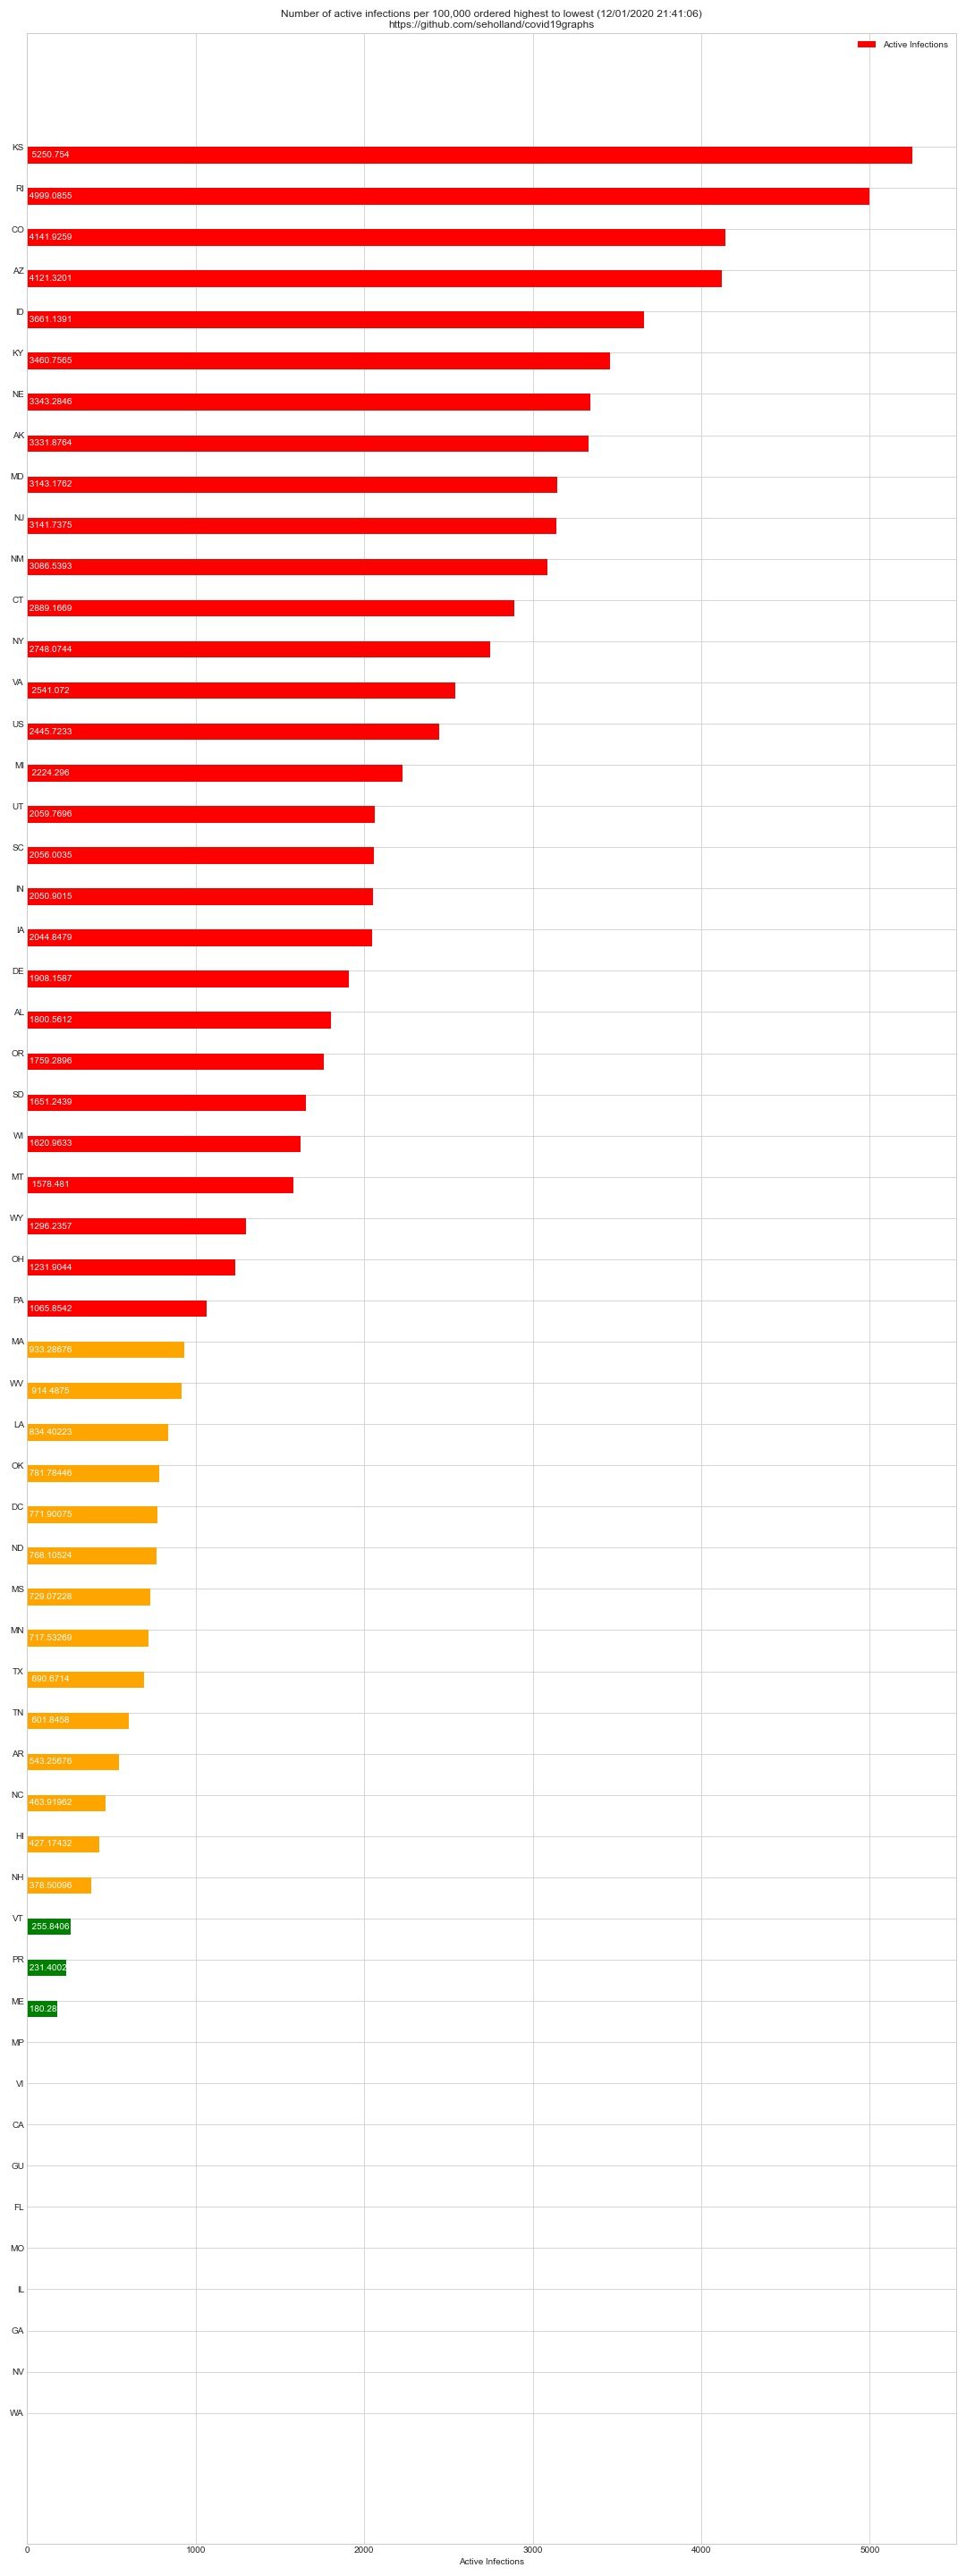 Number of active infections per 100,000 ordered highest to lowest (12/01/2020 21:41:06)
https://github.com/seholland/covid19graphs
Active Infections
KS 5250.754
RI 4999.0855
CO 4141.9259
AZ 4121.3201
ID 3661.1391
KY 3460.7565
NE 3343.2846
AK 3331.8764
MD 3143.1762
NJ 3141.7375
NM 3086.5393
CT 2889.1669
NY 2748.0744
VA 2541.072
US 2445.7233
MI 2224.296
UT 2059.7696
SC 2056.0035
IN 2050.9015
IA 2044.8479
DE 1908.1587
AL 1800.5612
OR 1759.2896
SD 1651.2439
WI 1620.9633
MT 1578.481
WY 1296.2357
OH 1231.9044
PA 1065.8542
MA 933.28676
WV 914.4875
LA 834.40223
OK 781.78446
DC 771.90075
ND 768.10524
MS 729.07228
MN 717.53269
TX 690.6714
TN 601.8458
AR 543.25676
NC 463.91962
HI 427.17432
NH 378.50096
VT 255.8406
PR 231.4002
ME 180.28
MP
VI
CA
GU
FL
MO
IL
GA
NV
WA
0 1000 2000 3000 4000 5000
Active Infections